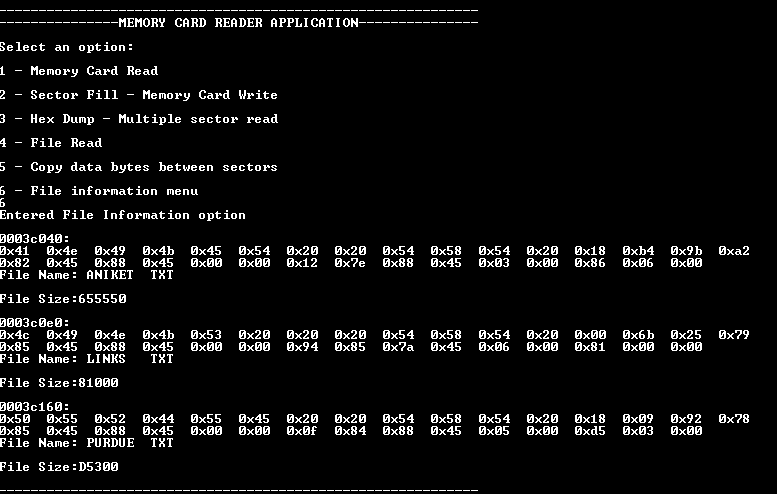 ---------------MEMORY CARD READER APPLICATION---------------
Select an option:
1 - Memory Card Read
2 - Sector Fill - Memory Card Write
3 - Hex Dump - Multiple sector read
4 - File Read
5 - Copy data bytes between sectors
6 - File information menu
6
Entered File Information option
0003c040:
0x41 0x4e 0x49 0x4b 0x45 0x54 0x20 0x20 0x54 0x58 0x54 0x20 0x18 0xb4 0x9b 0xa2
0x82 0x45 0x88 0x45 0x00 0x00 0x12 0x7e 0x88 0x45 0x03 0x00 0x86 0x06 0x00
File Name: ANIKET  TXT
File Size:655550
0003c0e0:
0x4c 0x49 0x4e 0x4b 0x53 0x20 0x20 0x20 0x54 0x58 0x54 0x20 0x00 0x6b 0x25 0x79
0x85 0x45 0x88 0x45 0x00 0x00 0x94 0x85 0x7a 0x45 0x06 0x00 0x81 0x00 0x00
File Name: LINKS   TXT
File Size:81000
0003c160:
0x50 0x55 0x52 0x44 0x55 0x45 0x20 0x20 0x54 0x58 0x54 0x20 0x18 0x09 0x92 0x78
0x85 0x45 0x88 0x45 0x00 0x00 0x0f 0x84 0x88 0x45 0x05 0x00 0xd5 0x03 0x00
File Name: PURDUE  TXT
File Size:D5300